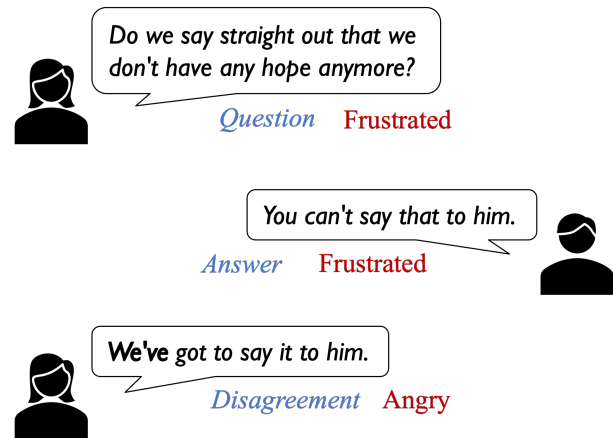 Do we say straight out that we
don't have any hope anymore?
Question Frustrated
You can't say that to him.
Answer Frustrated
We've got to say it to him.
Disagreement Angry